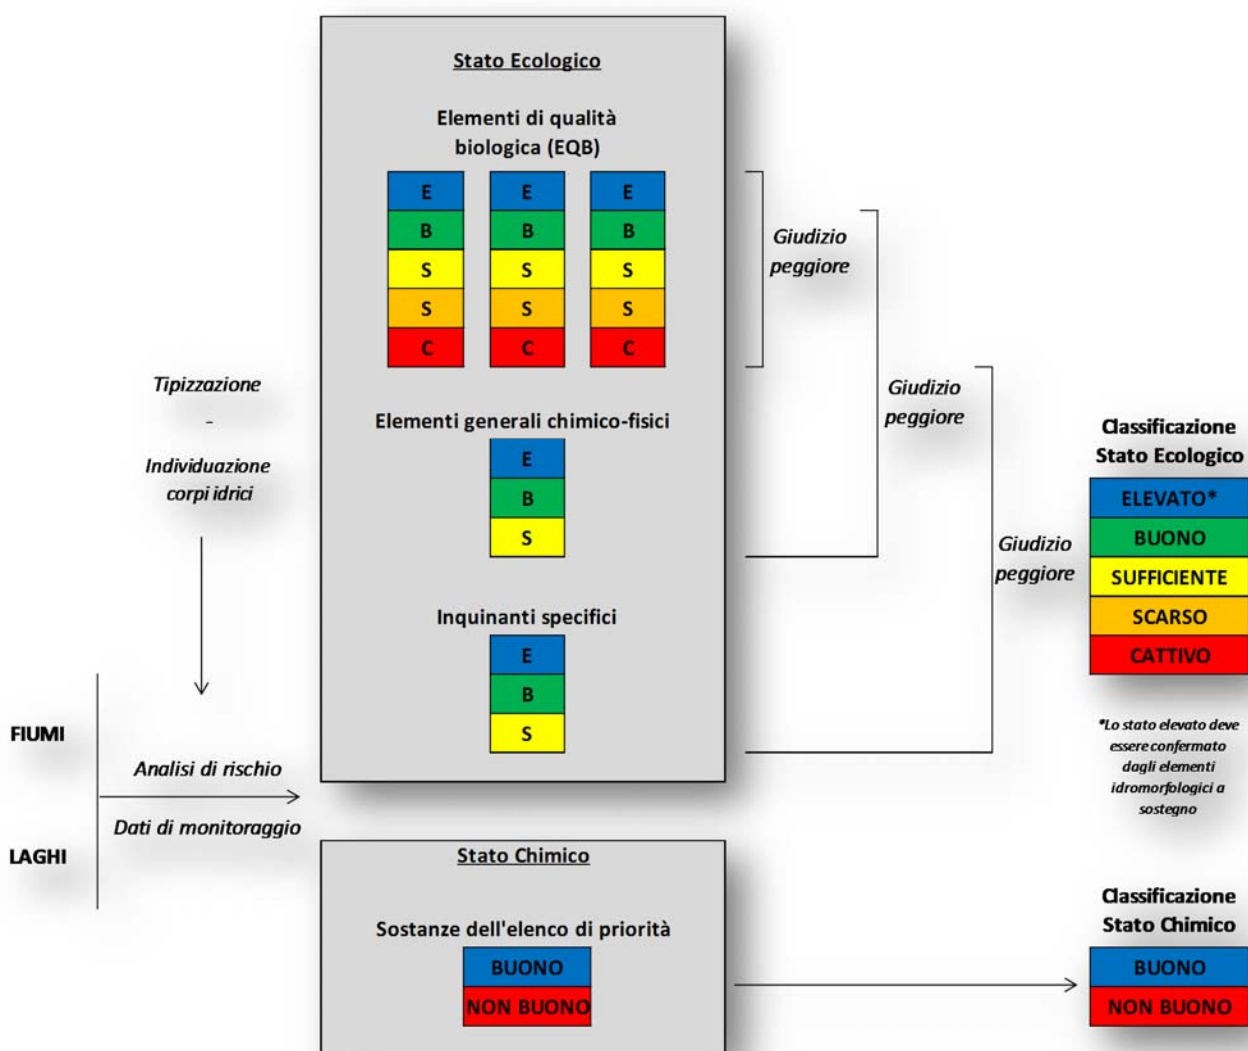 Stato Ecologico
Elementi di qualità
biologica (EQB)
E E E
B B B
S S S
S S S
C C C
Giudizio
peggiore
Tipizzazione
-
Individuazione
corpi idrici
Elementi generali chimico-fisici
E
B
S
Giudizio
peggiore
Inquinanti specifici
E
B
S
Giudizio
peggiore
Classificazione
Stato Ecologico
ELEVATO*
BUONO
SUFFICIENTE
SCARSO
CATTIVO
*Lo stato elevato deve
essere confermato
dagli elementi
idromorfologici a
sostegno
FIUMI
Analisi di rischio
Dati di monitoraggio
LAGHI
Stato Chimico
Sostanze dell'elenco di priorità
BUONO
NON BUONO
Classificazione
Stato Chimico
BUONO
NON BUONO